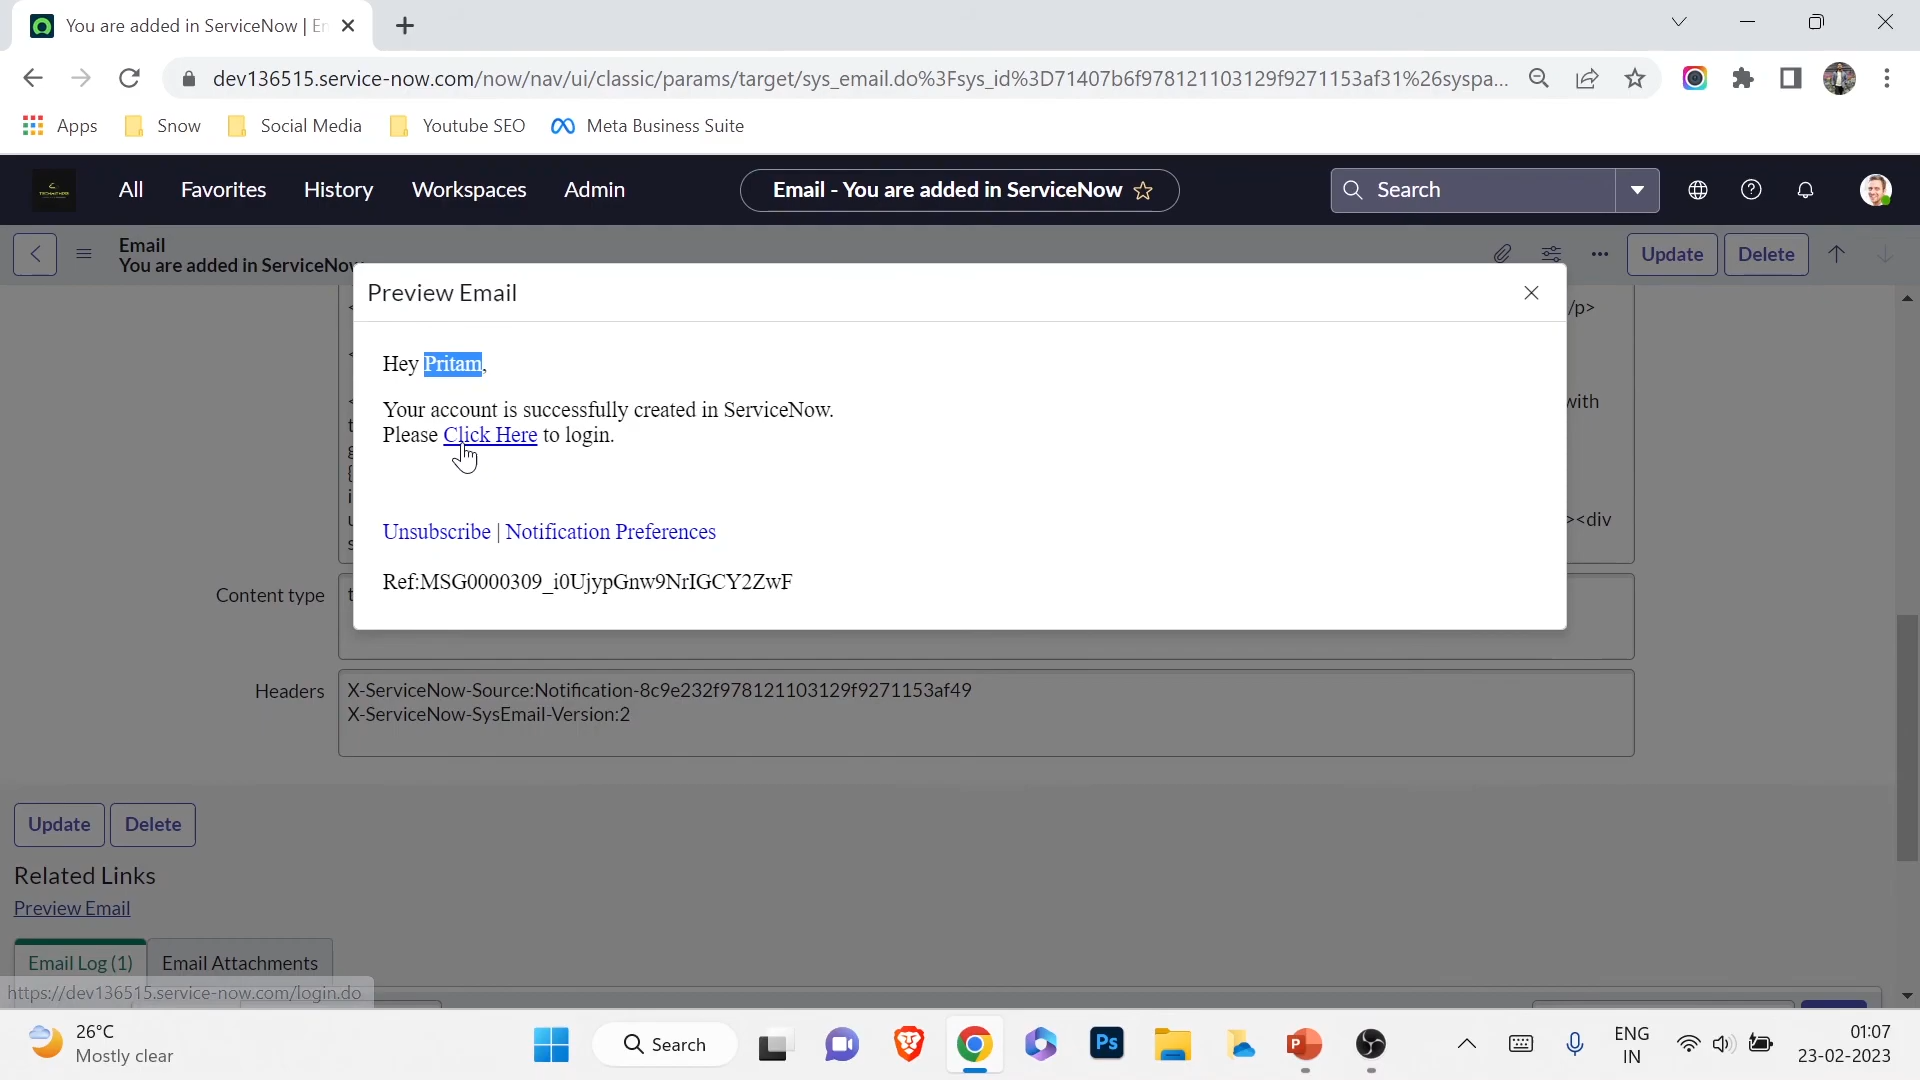 You are added in ServiceNow | En
dev136515.service-now.com/now/nav/ui/classic/params/target/sys_email.do%3Fsys_id%3D71407b6f978121103129f9271153af31%26syspa...
Apps Snow Social Media Youtube SEO Meta Business Suite
All Favorites History Workspaces Admin Email - You are added in ServiceNow Search
Email
You are added in ServiceNow
Update Delete
Preview Email
/p>
Hey Pritam,
Your account is successfully created in ServiceNow.
with
Please Click Here to login.
Unsubscribe | Notification Preferences
><div
Ref:MSG0000309_i0UjypGnw9NrIGCY2ZwF
Content type
Headers
X-ServiceNow-Source:Notification-8c9e232f978121103129f9271153af49
X-ServiceNow-SysEmail-Version:2
Update Delete
Related Links
Preview Email
Email Log (1) Email Attachments
https://dev136515.service-now.com/login.do
26°C
Mostly clear
Search
Ps
ENG
IN
01:07
23-02-2023